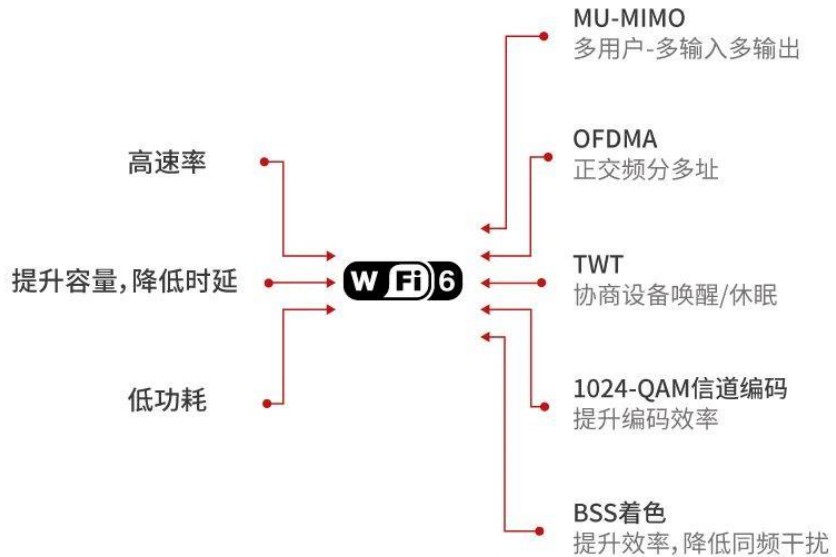 高速率
提升容量,降低时延
低功耗
WiFi 6
MU-MIMO
多用户-多输入多输出
OFDMA
正交频分多址
TWT
协商设备唤醒/休眠
1024-QAM信道编码
提升编码效率
BSS着色
提升效率,降低同频干扰